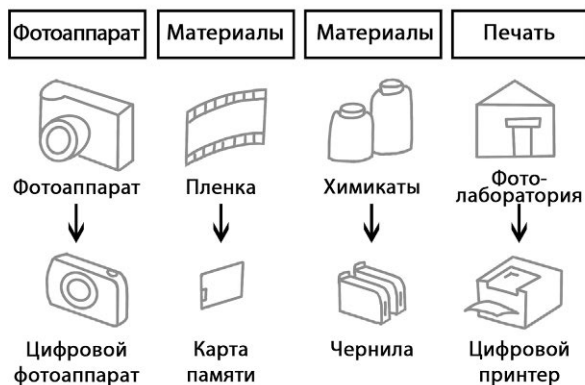 Фотоаппарат
Материалы
Материалы
Печать
Фотоаппарат
Пленка
Химикаты
Фото-
лаборатория
Цифровой
фотоаппарат
Карта
памяти
Чернила
Цифровой
принтер